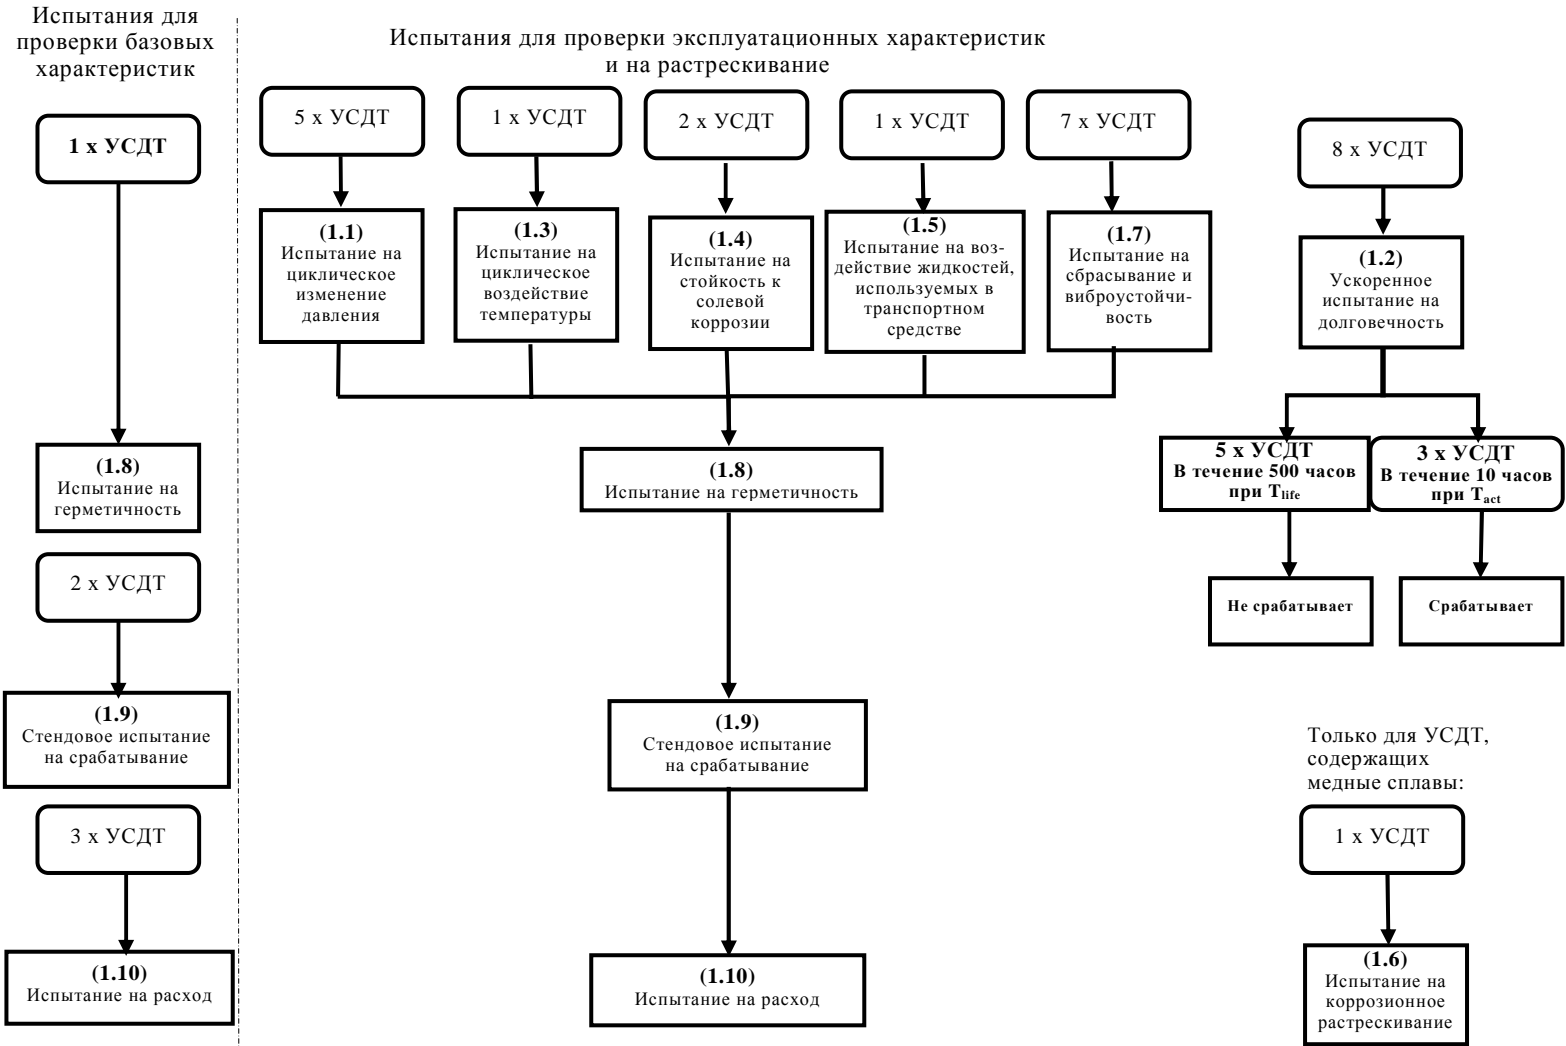 Испытания для
проверки базовых
характеристик
1 x УСДТ
(1.8)
Испытание на
герметичность
2 x УСДТ
(1.9)
Стендовое испытание
на срабатывание
3 x УСДТ
(1.10)
Испытание на расход
Испытания для проверки эксплуатационных характеристик
и на растрескивание
5 x УСДТ
(1.1)
Испытание на
циклическое
изменение
давления
1 x УСДТ
(1.3)
Испытание на
циклическое
воздействие
температуры
2 x УСДТ
(1.4)
Испытание на
стойкость к
солевой
коррозии
1 x УСДТ
(1.5)
Испытание на воз-
действие жидкостей,
используемых в
транспортном
средстве
7 x УСДТ
(1.7)
Испытание на
сбрасывание и
виброустойчи-
вость
(1.8)
Испытание на герметичность
(1.9)
Стендовое испытание
на срабатывание
(1.10)
Испытание на расход
8 x УСДТ
(1.2)
Ускоренное
испытание на
долговечность
5 x УСДТ
В течение 500 часов
при Tlife
3 x УСДТ
В течение 10 часов
при Tact
Не срабатывает
Срабатывает
Только для УСДТ,
содержащих
медные сплавы:
1 x УСДТ
(1.6)
Испытание на
коррозионное
растрескивание